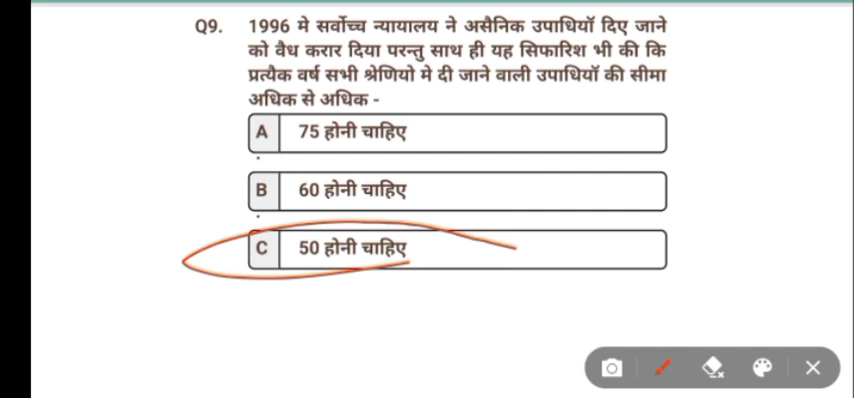 Q9. 1996 मे सर्वोच्च न्यायालय ने असैनिक उपाधियॉ दिए जाने
को वैध करार दिया परन्तु साथ ही यह सिफारिश भी की कि
प्रत्यैक वर्ष सभी श्रेणियो मे दी जाने वाली उपाधियॉ की सीमा
अधिक से अधिक -
A 75 होनी चाहिए
B 60 होनी चाहिए
C 50 होनी चाहिए